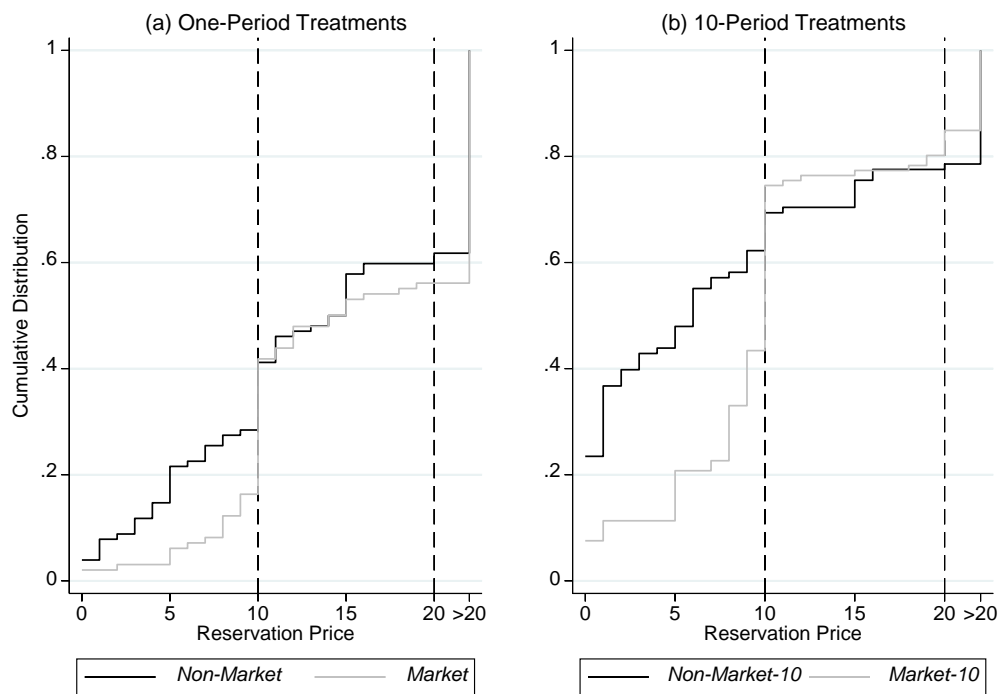 (a) One-Period Treatments
(b) 10-Period Treatments
Cumulative Distribution
1
.8
.6
.4
.2
0
0 5 10 15 20 >20
Reservation Price
Non-Market Market
1
.8
.6
.4
.2
0
0 5 10 15 20 >20
Reservation Price
Non-Market-10 Market-10